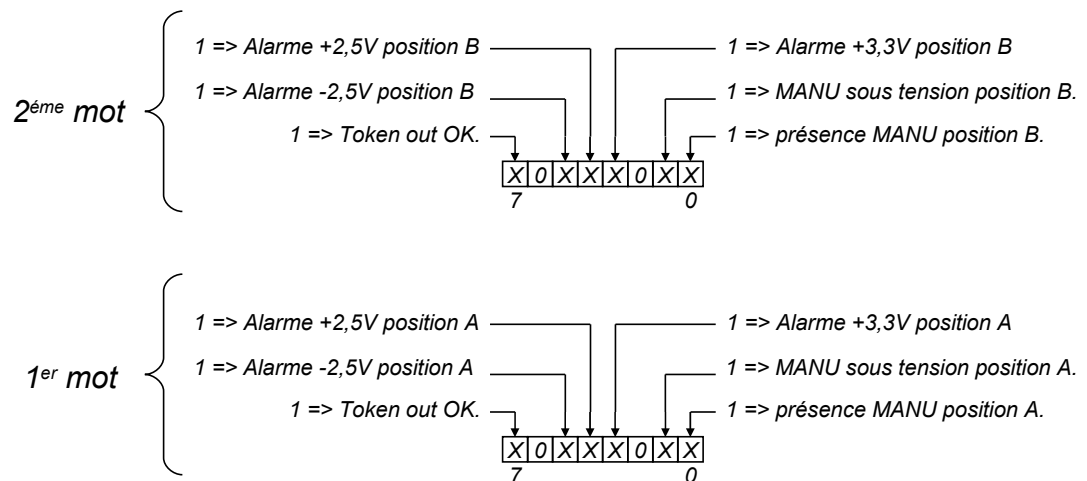 1 => Alarme +2,5V position B
1 => Alarme +3,3V position B
1 => Alarme -2,5V position B
1 => MANU sous tension position B.
2éme mot
1 => Token out OK.
1 => présence MANU position B.
X 0 X X X 0 X X
7 0
1 => Alarme +2,5V position A
1 => Alarme +3,3V position A
1 => Alarme -2,5V position A
1 => MANU sous tension position A.
1er mot
1 => Token out OK.
1 => présence MANU position A.
X 0 X X X 0 X X
7 0